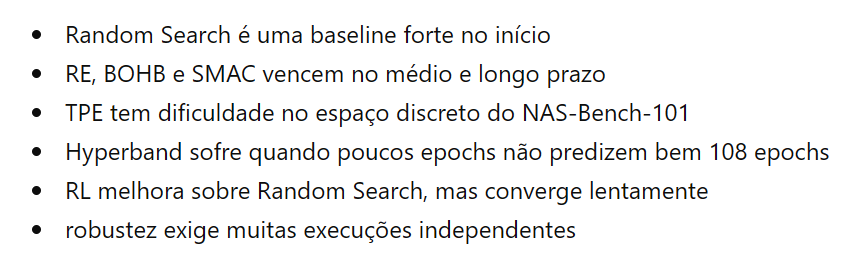 • Random Search é uma baseline forte no início
• RE, BOHB e SMAC vencem no médio e longo prazo
• TPE tem dificuldade no espaço discreto do NAS-Bench-101
• Hyperband sofre quando poucos epochs não predizem bem 108 epochs
• RL melhora sobre Random Search, mas converge lentamente
• robustez exige muitas execuções independentes